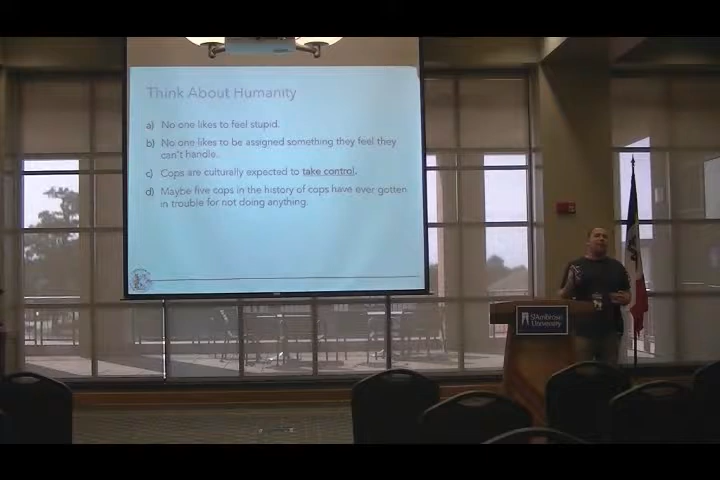 Think About Humanity
a) No one likes to feel stupid.
b) No one likes to be assigned something they feel they
can't handle.
c) Cops are culturally expected to take control.
d) Maybe five cops in the history of cops have ever gotten
in trouble for not doing anything.
St.Ambrose
University